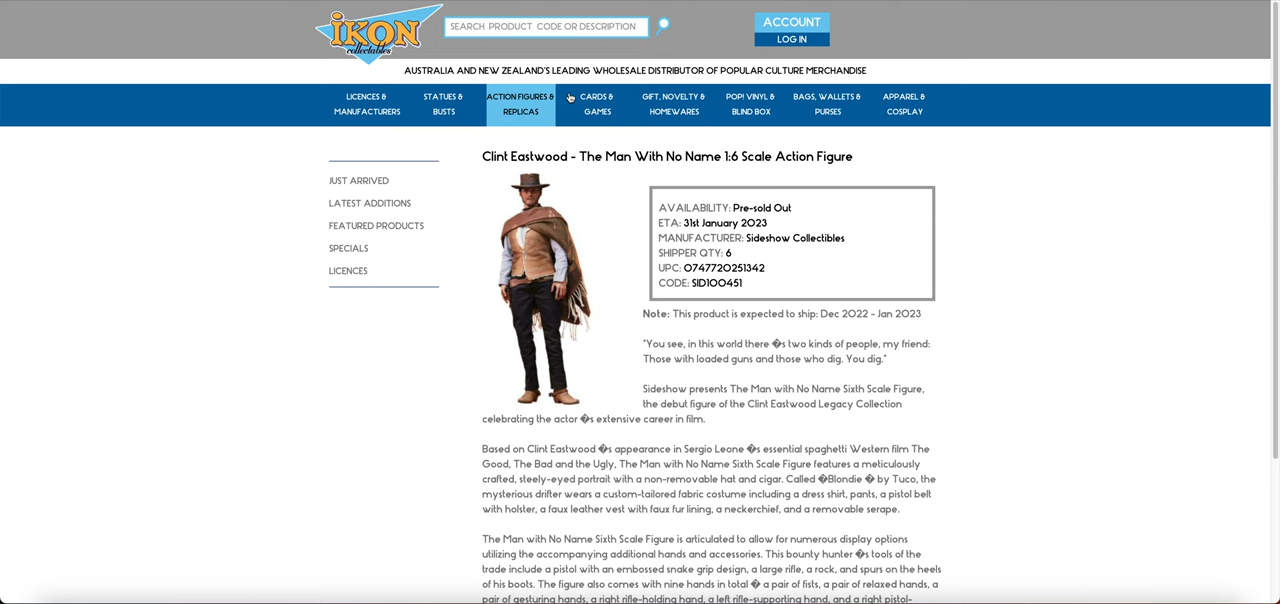 iKON
collectables
SEARCH PRODUCT CODE OR DESCRIPTION
ACCOUNT
LOG IN
AUSTRALIA AND NEW ZEALAND'S LEADING WHOLESALE DISTRIBUTOR OF POPULAR CULTURE MERCHANDISE
LICENCES &
MANUFACTURERS
STATUES &
BUSTS
ACTION FIGURES &
REPLICAS
CARDS &
GAMES
GIFT, NOVELTY &
HOMEWARES
POP! VINYL &
BLIND BOX
BAGS, WALLETS &
PURSES
APPAREL &
COSPLAY
JUST ARRIVED
LATEST ADDITIONS
FEATURED PRODUCTS
SPECIALS
LICENCES
Clint Eastwood - The Man With No Name 1:6 Scale Action Figure
AVAILABILITY: Pre-sold Out
ETA: 31st January 2023
MANUFACTURER: Sideshow Collectibles
SHIPPER QTY: 6
UPC: 0747720251342
CODE: SID100451
Note: This product is expected to ship: Dec 2022 - Jan 2023
"You see, in this world there �s two kinds of people, my friend:
Those with loaded guns and those who dig. You dig."
Sideshow presents The Man with No Name Sixth Scale Figure,
the debut figure of the Clint Eastwood Legacy Collection
celebrating the actor �s extensive career in film.
Based on Clint Eastwood �s appearance in Sergio Leone �s essential spaghetti Western film The
Good, The Bad and the Ugly, The Man with No Name Sixth Scale Figure features a meticulously
crafted, steely-eyed portrait with a non-removable hat and cigar. Called �Blondie � by Tuco, the
mysterious drifter wears a custom-tailored fabric costume including a dress shirt, pants, a pistol belt
with holster, a faux leather vest with faux fur lining, a neckerchief, and a removable serape.
The Man with No Name Sixth Scale Figure is articulated to allow for numerous display options
utilizing the accompanying additional hands and accessories. This bounty hunter �s tools of the
trade include a pistol with an embossed snake grip design, a large rifle, a rock, and spurs on the heels
of his boots. The figure also comes with nine hands in total � a pair of fists, a pair of relaxed hands, a
pair of gesturing hands, a right rifle-holding hand, a left rifle-supporting hand, and a right pistol-